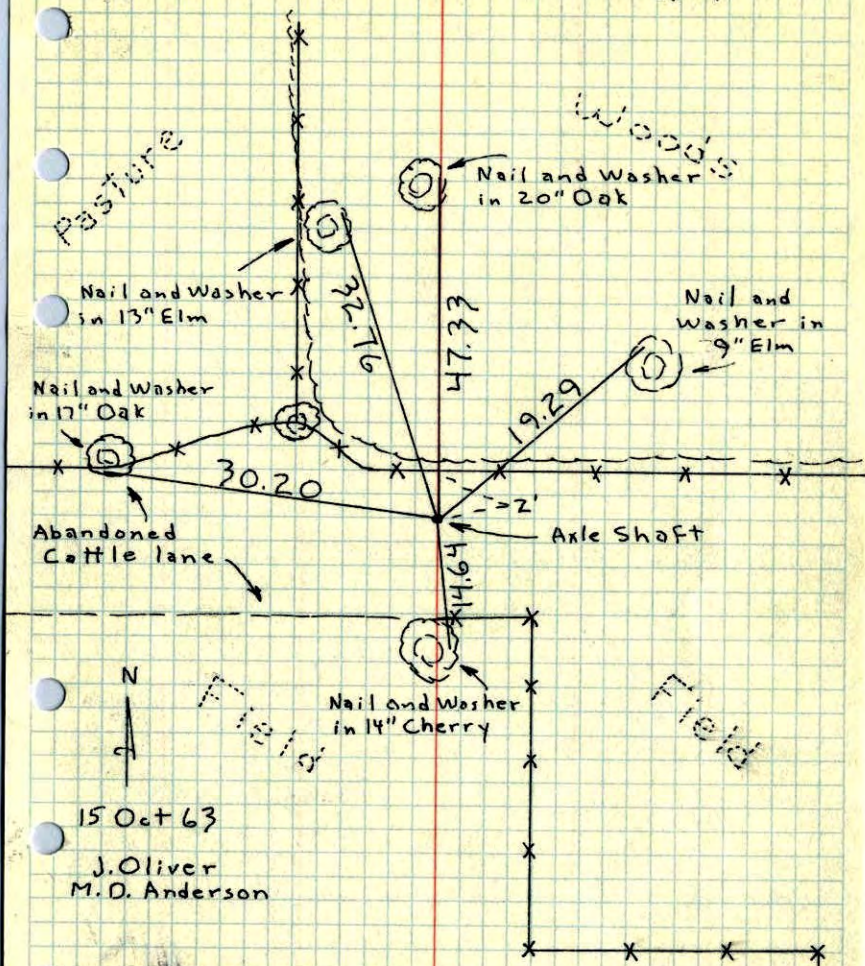 Woods
Pasture
Nail and Washer
in 20" Oak
Nail and Washer
in 13" Elm
32.76
47.33
Nail and
Washer in
9" Elm
Nail and Washer
in 17" Oak
19.29
30.20
2'
Abandoned
Cattle lane
Axle Shaft
14.64
N
Field
Nail and Washer
in 14" Cherry
Field
15 Oct 63
J. Oliver
M. D. Anderson